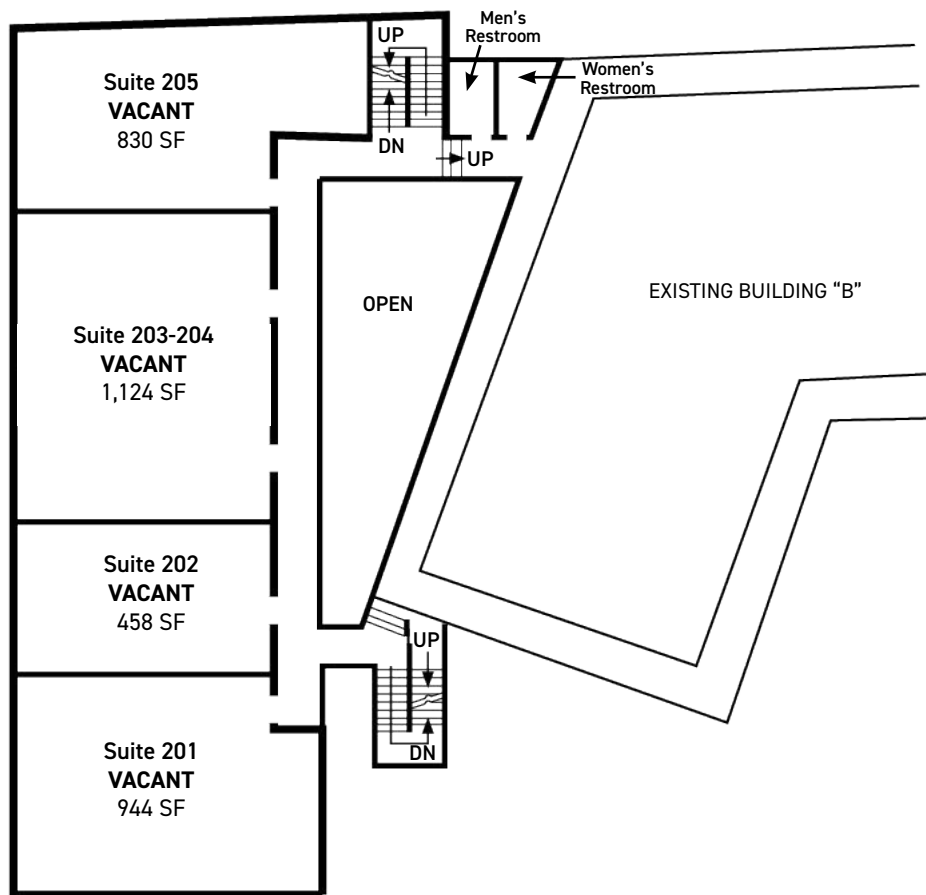 Men's
Restroom
UP
Women's
Restroom
Suite 205
VACANT
830 SF
DN
UP
EXISTING BUILDING “B”
OPEN
Suite 203-204
VACANT
1,124 SF
Suite 202
VACANT
458 SF
UP
Suite 201
VACANT
944 SF
DN